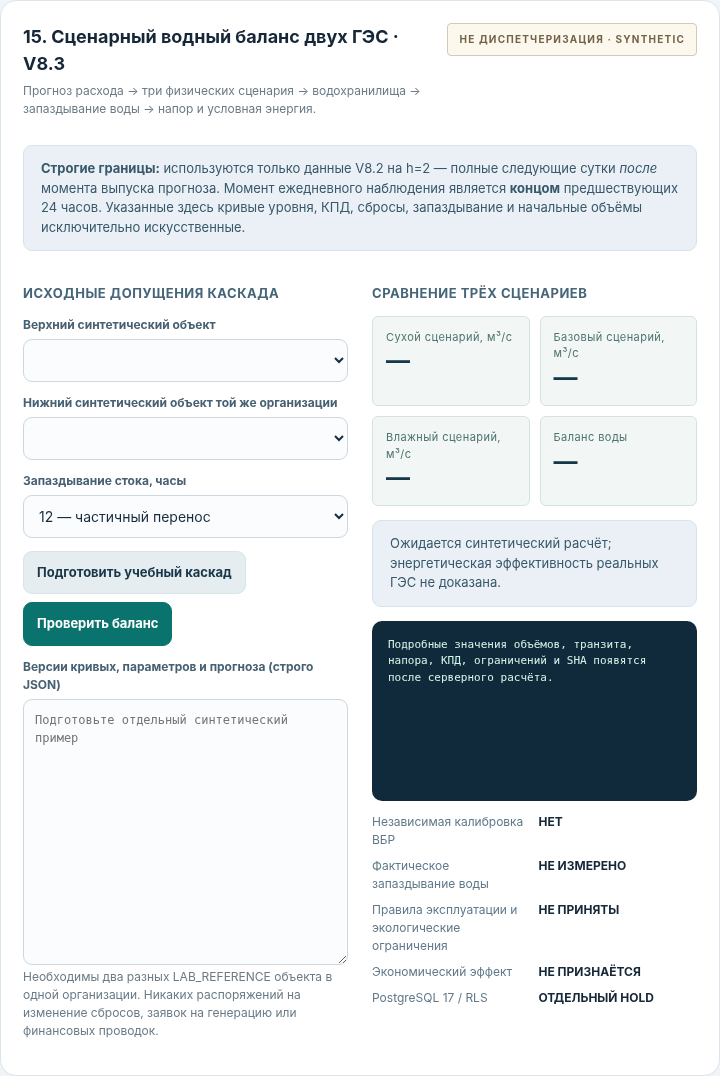 15. Сценарный водный баланс двух ГЭС ·
V8.3
НЕ ДИСПЕТЧЕРИЗАЦИЯ · SYNTHETIC
Прогноз расхода → три физических сценария → водохранилища →
запаздывание воды → напор и условная энергия.
Строгие границы: используются только данные V8.2 на h=2 — полные следующие сутки после
момента выпуска прогноза. Момент ежедневного наблюдения является концом предшествующих
24 часов. Указанные здесь кривые уровня, КПД, сбросы, запаздывание и начальные объёмы
исключительно искусственные.
ИСХОДНЫЕ ДОПУЩЕНИЯ КАСКАДА
Верхний синтетический объект
Нижний синтетический объект той же организации
Запаздывание стока, часы
12 — частичный перенос
Подготовить учебный каскад
Проверить баланс
Версии кривых, параметров и прогноза (строго
JSON)
Подготовьте отдельный синтетический
пример
Необходимы два разных LAB_REFERENCE объекта в
одной организации. Никаких распоряжений на
изменение сбросов, заявок на генерацию или
финансовых проводок.
СРАВНЕНИЕ ТРЁХ СЦЕНАРИЕВ
Сухой сценарий, м³/с
—
Базовый сценарий,
м³/с
—
Влажный сценарий,
м³/с
—
Баланс воды
—
Ожидается синтетический расчёт;
энергетическая эффективность реальных
ГЭС не доказана.
Подробные значения объёмов, транзита,
напора, КПД, ограничений и SHA появятся
после серверного расчёта.
Независимая калибровка
ВБР
НЕТ
Фактическое
запаздывание воды
НЕ ИЗМЕРЕНО
Правила эксплуатации и
экологические
ограничения
НЕ ПРИНЯТЫ
Экономический эффект
НЕ ПРИЗНАЁТСЯ
PostgreSQL 17 / RLS
ОТДЕЛЬНЫЙ HOLD